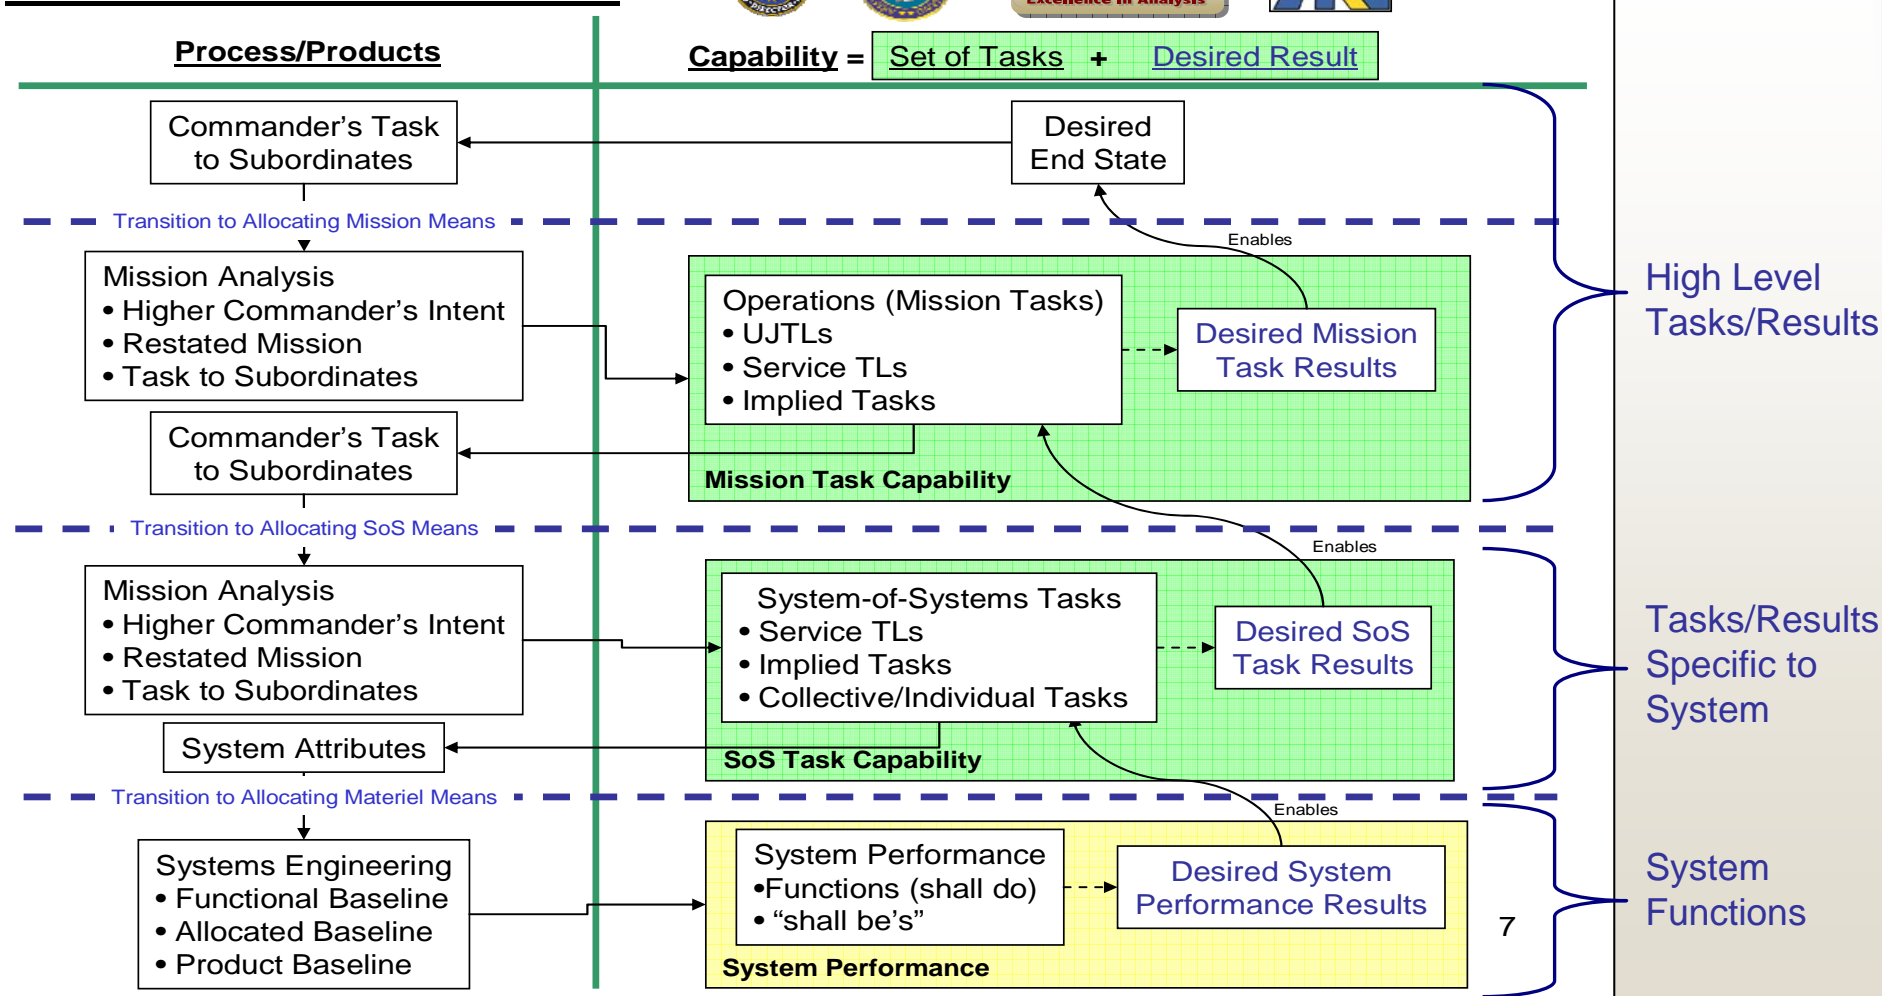 Excellence in Analysis
Process/Products
Capability = Set of Tasks + Desired Result
Commander's Task
to Subordinates
Desired
End State
Transition to Allocating Mission Means
Enables
Mission Analysis
• Higher Commander's Intent
• Restated Mission
• Task to Subordinates
Operations (Mission Tasks)
• UJTLs
• Service TLs
• Implied Tasks
Desired Mission
Task Results
High Level
Tasks/Results
Commander's Task
to Subordinates
Mission Task Capability
Transition to Allocating SoS Means
Enables
Mission Analysis
• Higher Commander's Intent
• Restated Mission
• Task to Subordinates
System-of-Systems Tasks
• Service TLs
• Implied Tasks
• Collective/Individual Tasks
Desired SoS
Task Results
Tasks/Results
Specific to
System
System Attributes
SoS Task Capability
Transition to Allocating Materiel Means
Enables
Systems Engineering
• Functional Baseline
• Allocated Baseline
• Product Baseline
System Performance
•Functions (shall do)
• “shall be's”
Desired System
Performance Results
System Performance
7
System
Functions